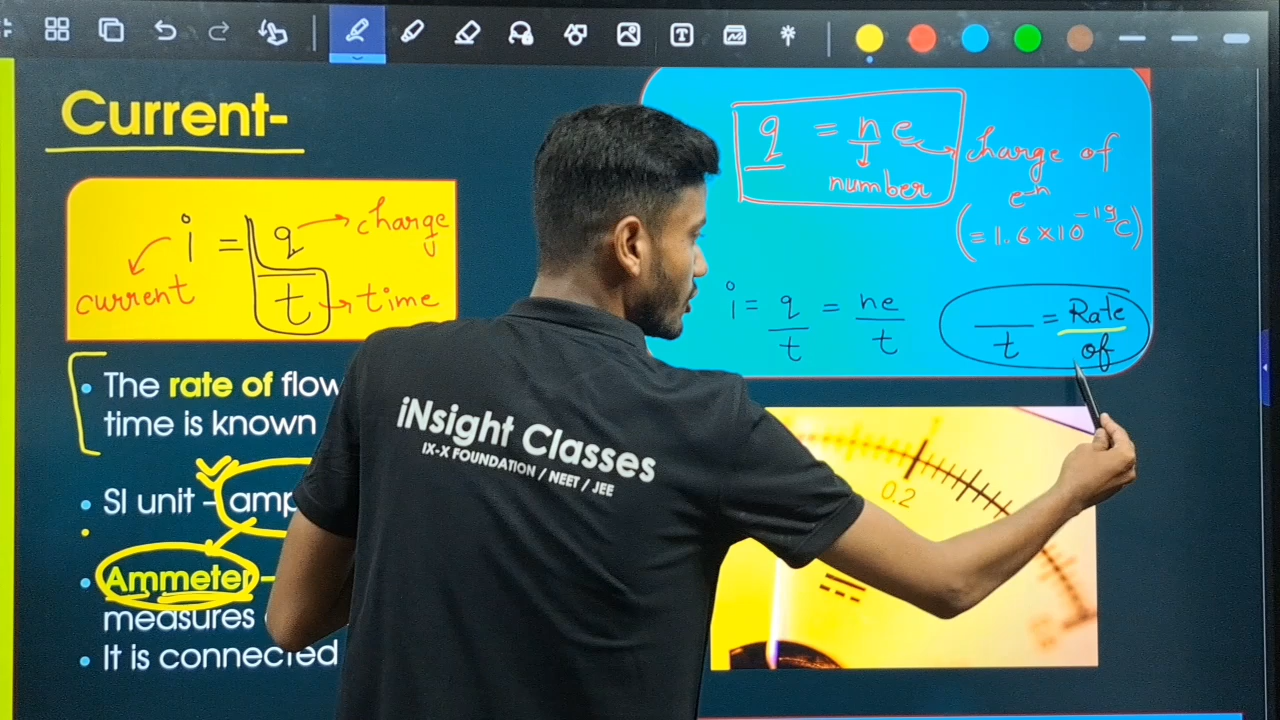 Current-
i = q → charge
current
t → time
The rate of flow
time is known
SI unit - amp
Ammeter -
measures
It is connected
q = n e → charge of
number
e-n
(= 1.6 × 10⁻¹⁹ C)
i = q/t = ne/t
/t = Rate of
0.2
iNsight Classes
IX-X FOUNDATION / NEET / JEE